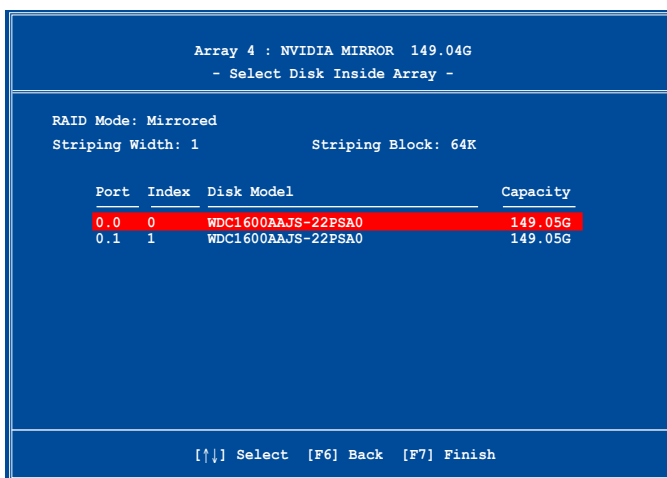 Array 4 : NVIDIA MIRROR 149.04G
- Select Disk Inside Array -
RAID Mode: Mirrored
Striping Width: 1 Striping Block: 64K
Port Index Disk Model Capacity
0.0 0 WDC1600AAJS-22PSA0 149.05G
0.1 1 WDC1600AAJS-22PSA0 149.05G
[↑↓] Select [F6] Back [F7] Finish